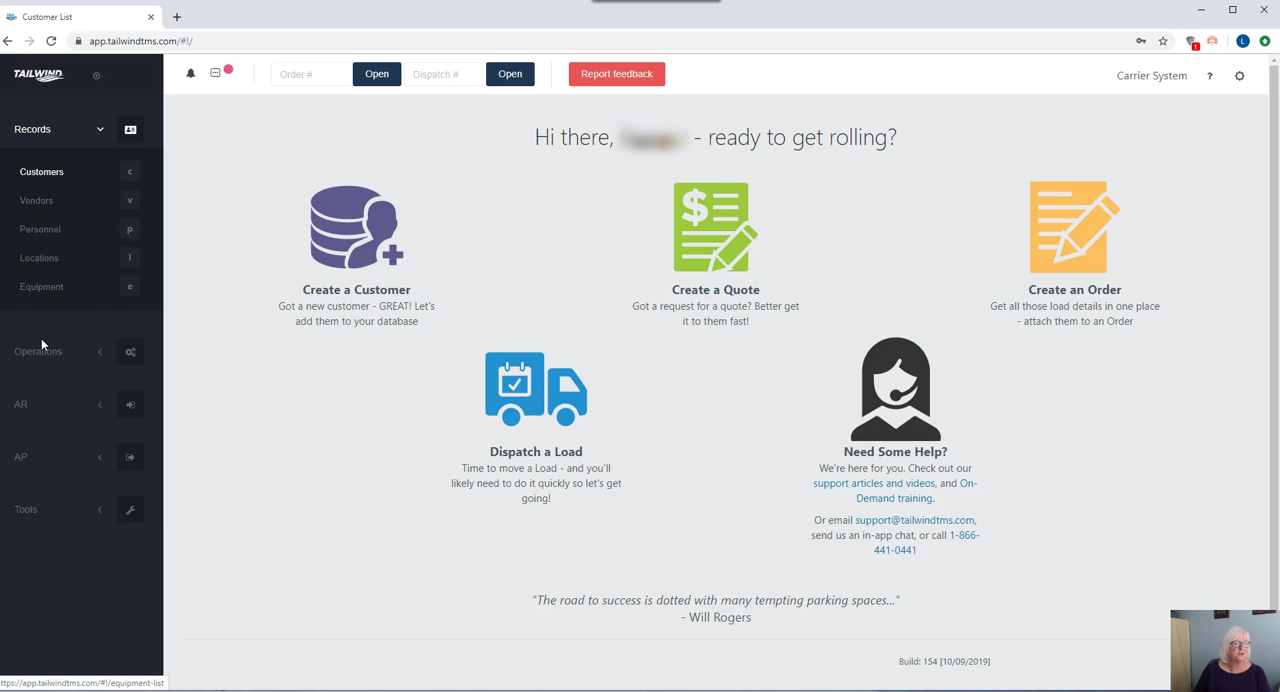 Customer List
app.tailwindtms.com/#!/
L
TAILWIND
Order #
Open
Dispatch #
Open
Report feedback
Carrier System
?
Records
Customers c
Vendors v
Personnel p
Locations l
Equipment e
Operations
AR
AP
Tools
Hi there, - ready to get rolling?
Create a Customer
Got a new customer - GREAT! Let's
add them to your database
$
Create a Quote
Got a request for a quote? Better get
it to them fast!
Create an Order
Get all those load details in one place
- attach them to an Order
Dispatch a Load
Time to move a Load - and you'll
likely need to do it quickly so let's get
going!
Need Some Help?
We're here for you. Check out our
support articles and videos, and On-
Demand training.
Or email support@tailwindtms.com,
send us an in-app chat, or call 1-866-
441-0441
"The road to success is dotted with many tempting parking spaces..."
- Will Rogers
Build: 154 [10/09/2019]
ttps://app.tailwindtms.com/#!/equipment-list